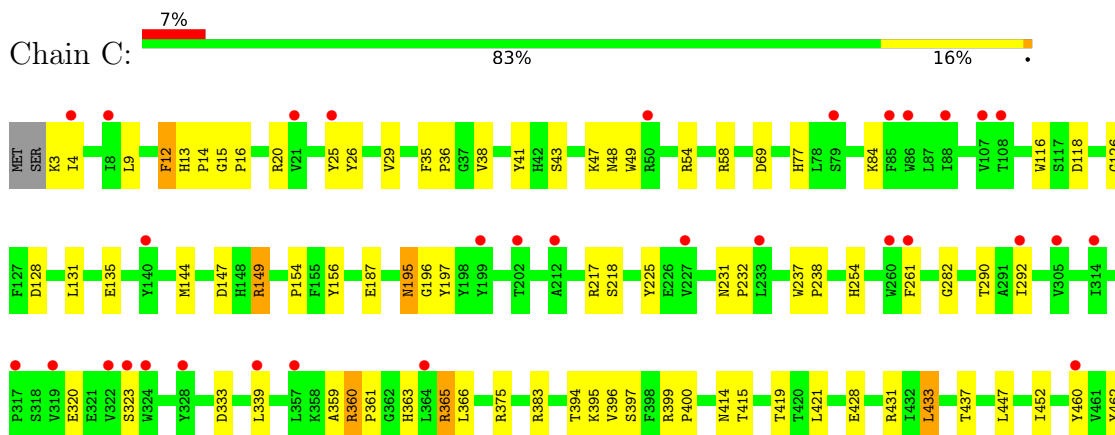 7%
Chain C:
83% 16% •
MET SER K3 I4 I8 L9 F12 H13 P14 G15 P16 R20 V21 Y25 Y26 V29 F35 P36 G37 V38 Y41 H42 S43 K47 N48 W49 R50 R54 R58 D69 H77 L78 S79 K84 F85 W86 L87 I88 V107 T108 W116 S117 D118 G126
F127 D128 L131 E135 Y140 M144 D147 H148 R149 P154 F155 Y156 E187 N195 G196 Y197 Y198 Y199 T202 A212 R217 S218 Y225 E226 V227 N231 P232 L233 W237 P238 H254 W260 F261 G282 T290 A291 I292 V305 I314
P317 S318 V319 E320 E321 V322 S323 W324 Y328 D333 L339 L357 K358 A359 R360 P361 G362 H363 L364 R365 L366 R375 R383 T394 K395 V396 S397 F398 R399 P400 N414 T415 T419 T420 L421 E428 R431 I432 L433 T437 L447 I452 Y460 V461